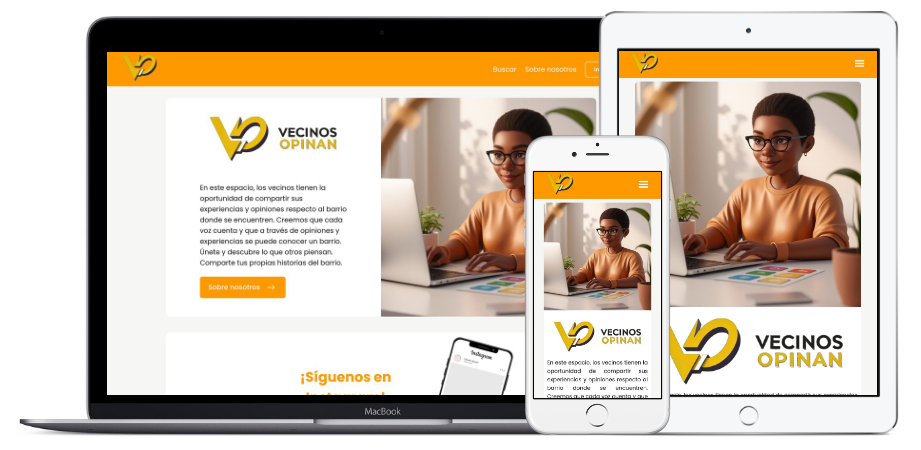 Buscar Sobre nosotros
VECINOS
OPINAN
En este espacio, los vecinos tienen la
oportunidad de compartir sus
experiencias y opiniones respecto al barrio
donde se encuentren. Creemos que cada
voz cuenta y que a través de opiniones y
experiencias se puede conocer un barrio.
Únete y descubre lo que otros piensan.
Comparte tus propias historias del barrio.
Sobre nosotros →
¡Síguenos en
Instagram
MacBook
VECINOS
OPINAN
En este espacio, los vecinos tienen la
oportunidad de compartir sus
experiencias y opiniones respecto al
barrio donde se encuentren.
Creemos que cada voz cuenta y que
VECINOS
OPINAN